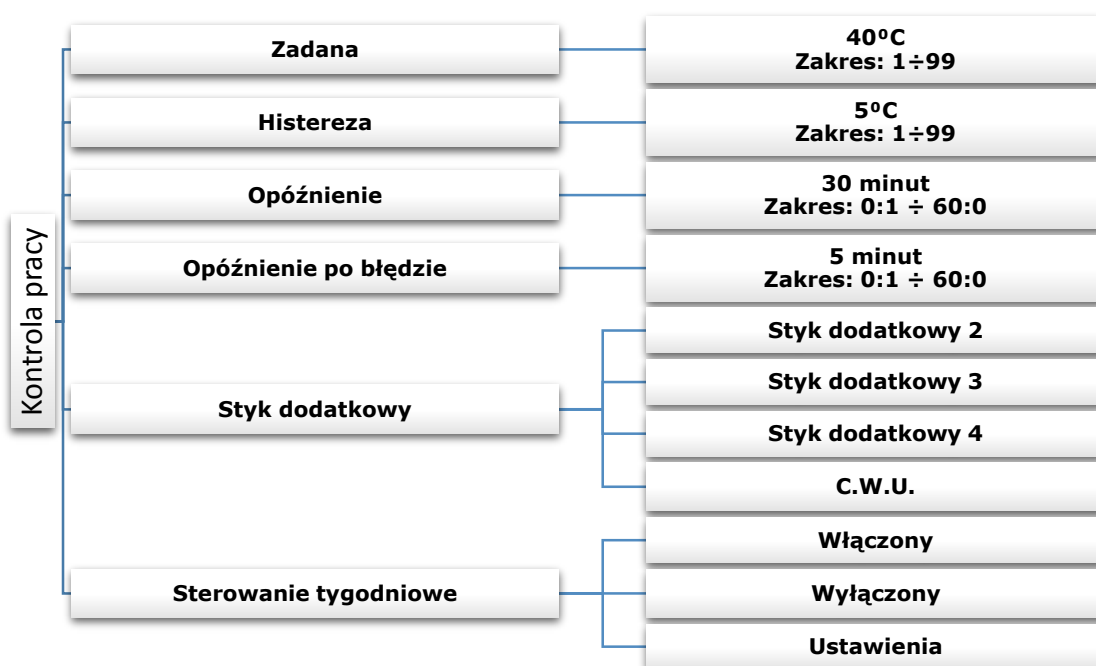 Kontrola pracy
Zadana
40ºC
Zakres: 1÷99
Histereza
5ºC
Zakres: 1÷99
Opóźnienie
30 minut
Zakres: 0:1 ÷ 60:0
Opóźnienie po błędzie
5 minut
Zakres: 0:1 ÷ 60:0
Styk dodatkowy
Styk dodatkowy 2
Styk dodatkowy 3
Styk dodatkowy 4
C.W.U.
Sterowanie tygodniowe
Włączony
Wyłączony
Ustawienia